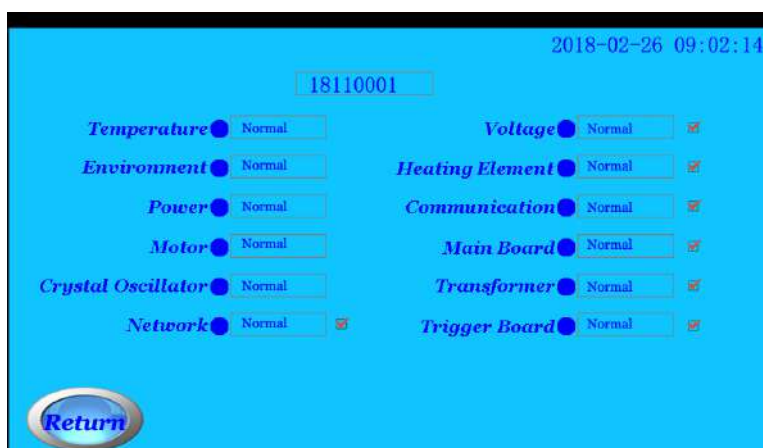 2018-02-26 09:02:14
18110001
Temperature Normal Voltage Normal
Environment Normal Heating Element Normal
Power Normal Communication Normal
Motor Normal Main Board Normal
Crystal Oscillator Normal Transformer Normal
Network Normal Trigger Board Normal
Return